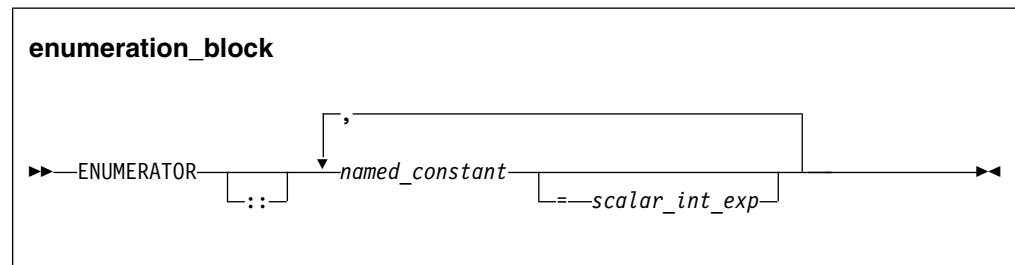 enumeration_block
,
ENUMERATOR :: named_constant = scalar_int_exp